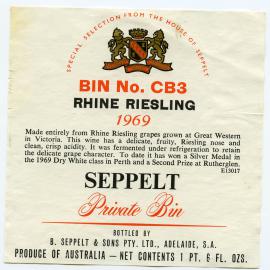 SPECIAL SELECTION FROM THE HOUSE OF SEPPELT
BIN No. CB3
RHINE RIESLING
1969
Made entirely from Rhine Riesling grapes grown at Great Western
in Victoria. This wine has a delicate, fruity, Riesling nose and
clean, crisp acidity. It was fermented under refrigeration to retain
the delicate grape character. To date it has won a Silver Medal in
the 1969 Dry White class in Perth and a Second Prize at Rutherglen.
E13017
SEPPELT
Private Bin
BOTTLED BY
B. SEPPELT & SONS PTY. LTD., ADELAIDE, S.A.
PRODUCE OF AUSTRALIA — NET CONTENTS 1 PT. 6 FL. OZS.